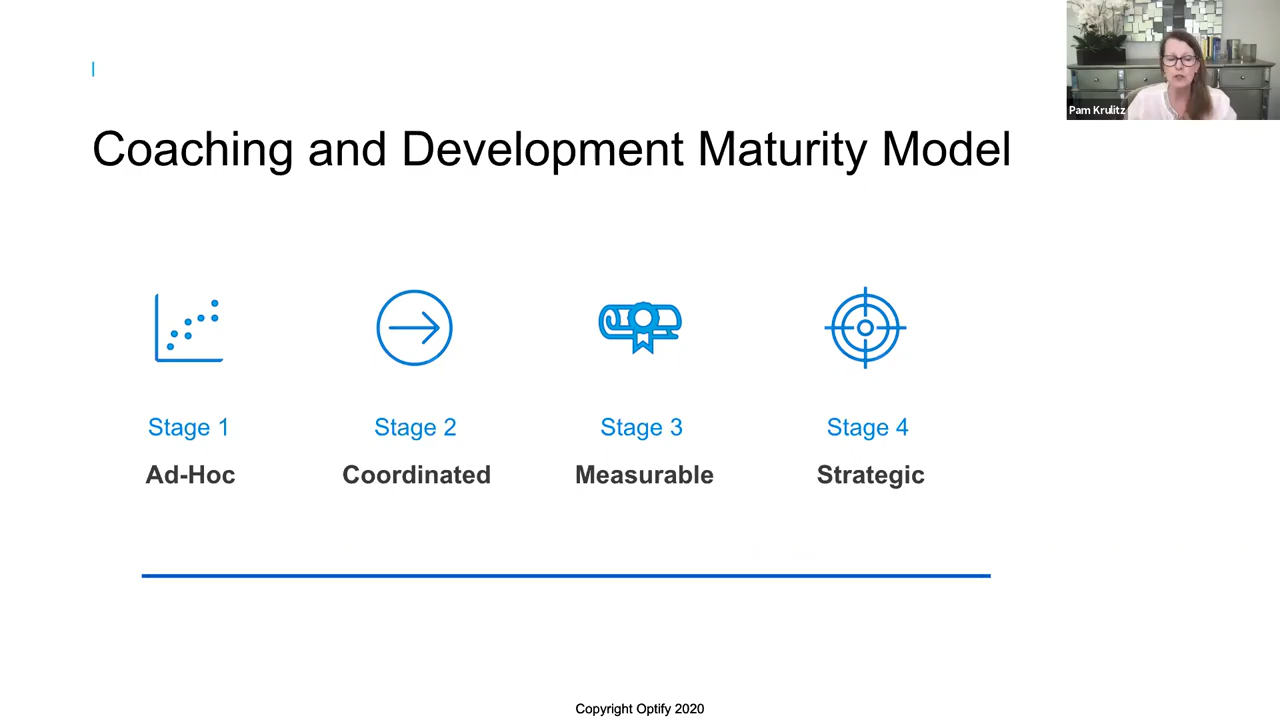 Pam Krulitz
Coaching and Development Maturity Model
Stage 1
Stage 2
Stage 3
Stage 4
Ad-Hoc
Coordinated
Measurable
Strategic
Copyright Optify 2020